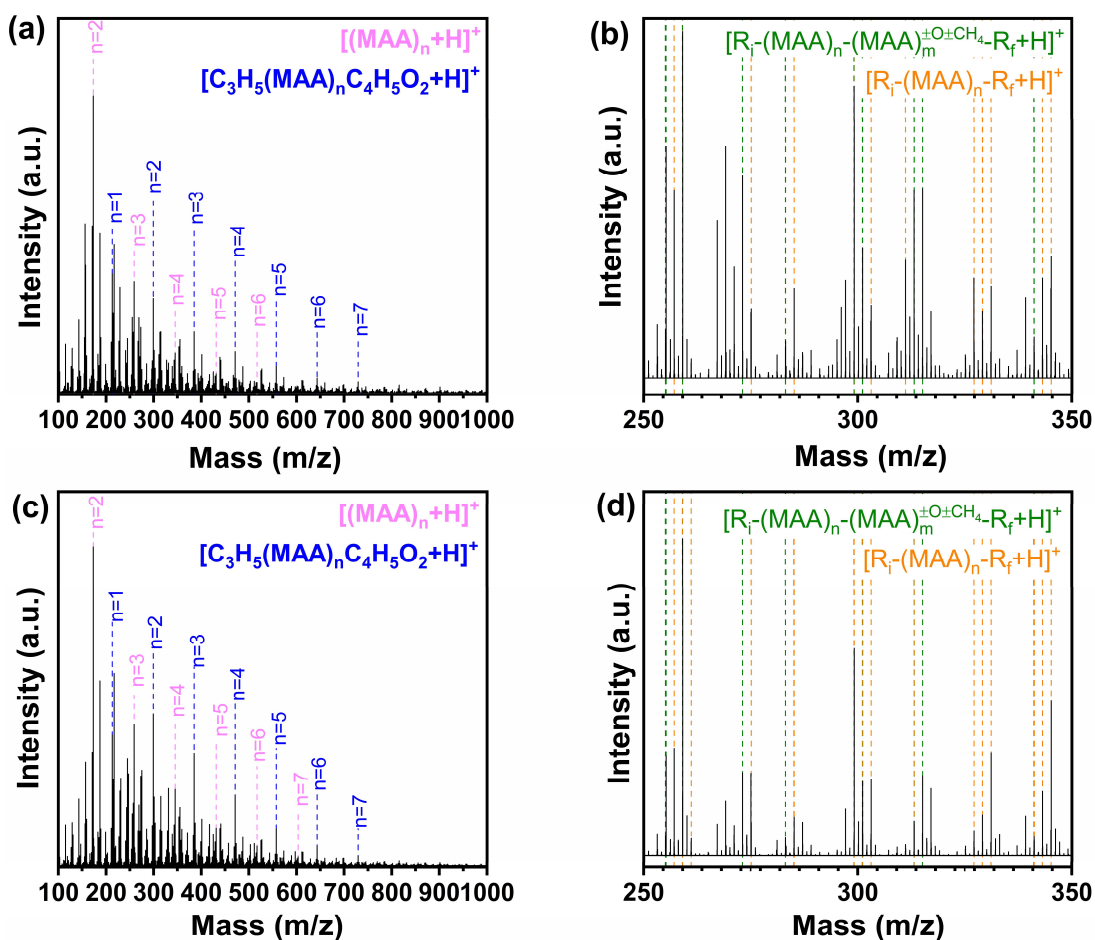 (a)
[(MAA)n+H]+
[C3H5(MAA)nC4H5O2+H]+
n=2
n=1
n=3
n=2
n=4
n=3
n=5
n=4
n=6
n=5
n=6
n=7
Intensity (a.u.)
100 200 300 400 500 600 700 800 900 1000
Mass (m/z)
(b)
[Ri-(MAA)n-(MAA)m±O±CH4-Rf+H]+
[Ri-(MAA)n-Rf+H]+
Intensity (a.u.)
250 300 350
Mass (m/z)
(c)
[(MAA)n+H]+
[C3H5(MAA)nC4H5O2+H]+
n=2
n=1
n=3
n=2
n=4
n=3
n=5
n=4
n=6
n=5
n=7
n=6
n=7
Intensity (a.u.)
100 200 300 400 500 600 700 800 900 1000
Mass (m/z)
(d)
[Ri-(MAA)n-(MAA)m±O±CH4-Rf+H]+
[Ri-(MAA)n-Rf+H]+
Intensity (a.u.)
250 300 350
Mass (m/z)